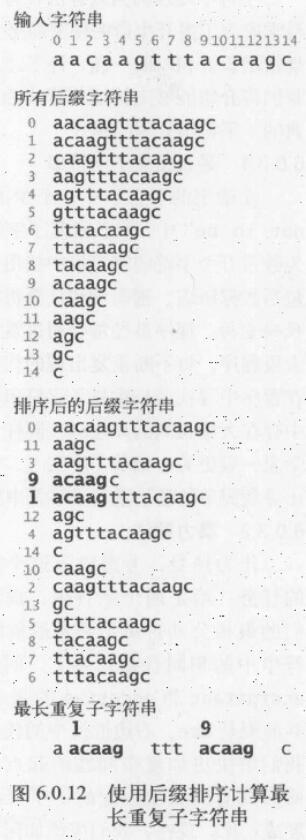 输入字符串
0 1 2 3 4 5 6 7 8 9 10 11 12 13 14
a a c a a g t t t a c a a g c
所有后缀字符串
0 aacaagtttacaagc
1 acaagtttacaagc
2 caagtttacaagc
3 aagtttacaagc
4 agtttacaagc
5 gtttacaagc
6 tttacaagc
7 ttacaagc
8 tacaagc
9 acaagc
10 caagc
11 aagc
12 agc
13 gc
14 c
排序后的后缀字符串
0 aacaagtttacaagc
11 aagc
3 aagtttacaagc
9 acaagc
1 acaagtttacaagc
12 agc
4 agtttacaagc
14 c
10 caagc
2 caagtttacaagc
13 gc
5 gtttacaagc
8 tacaagc
7 ttacaagc
6 tttacaagc
最长重复子字符串
1 9
a acaag ttt acaag c
图 6.0.12 使用后缀排序计算最
长重复子字符串